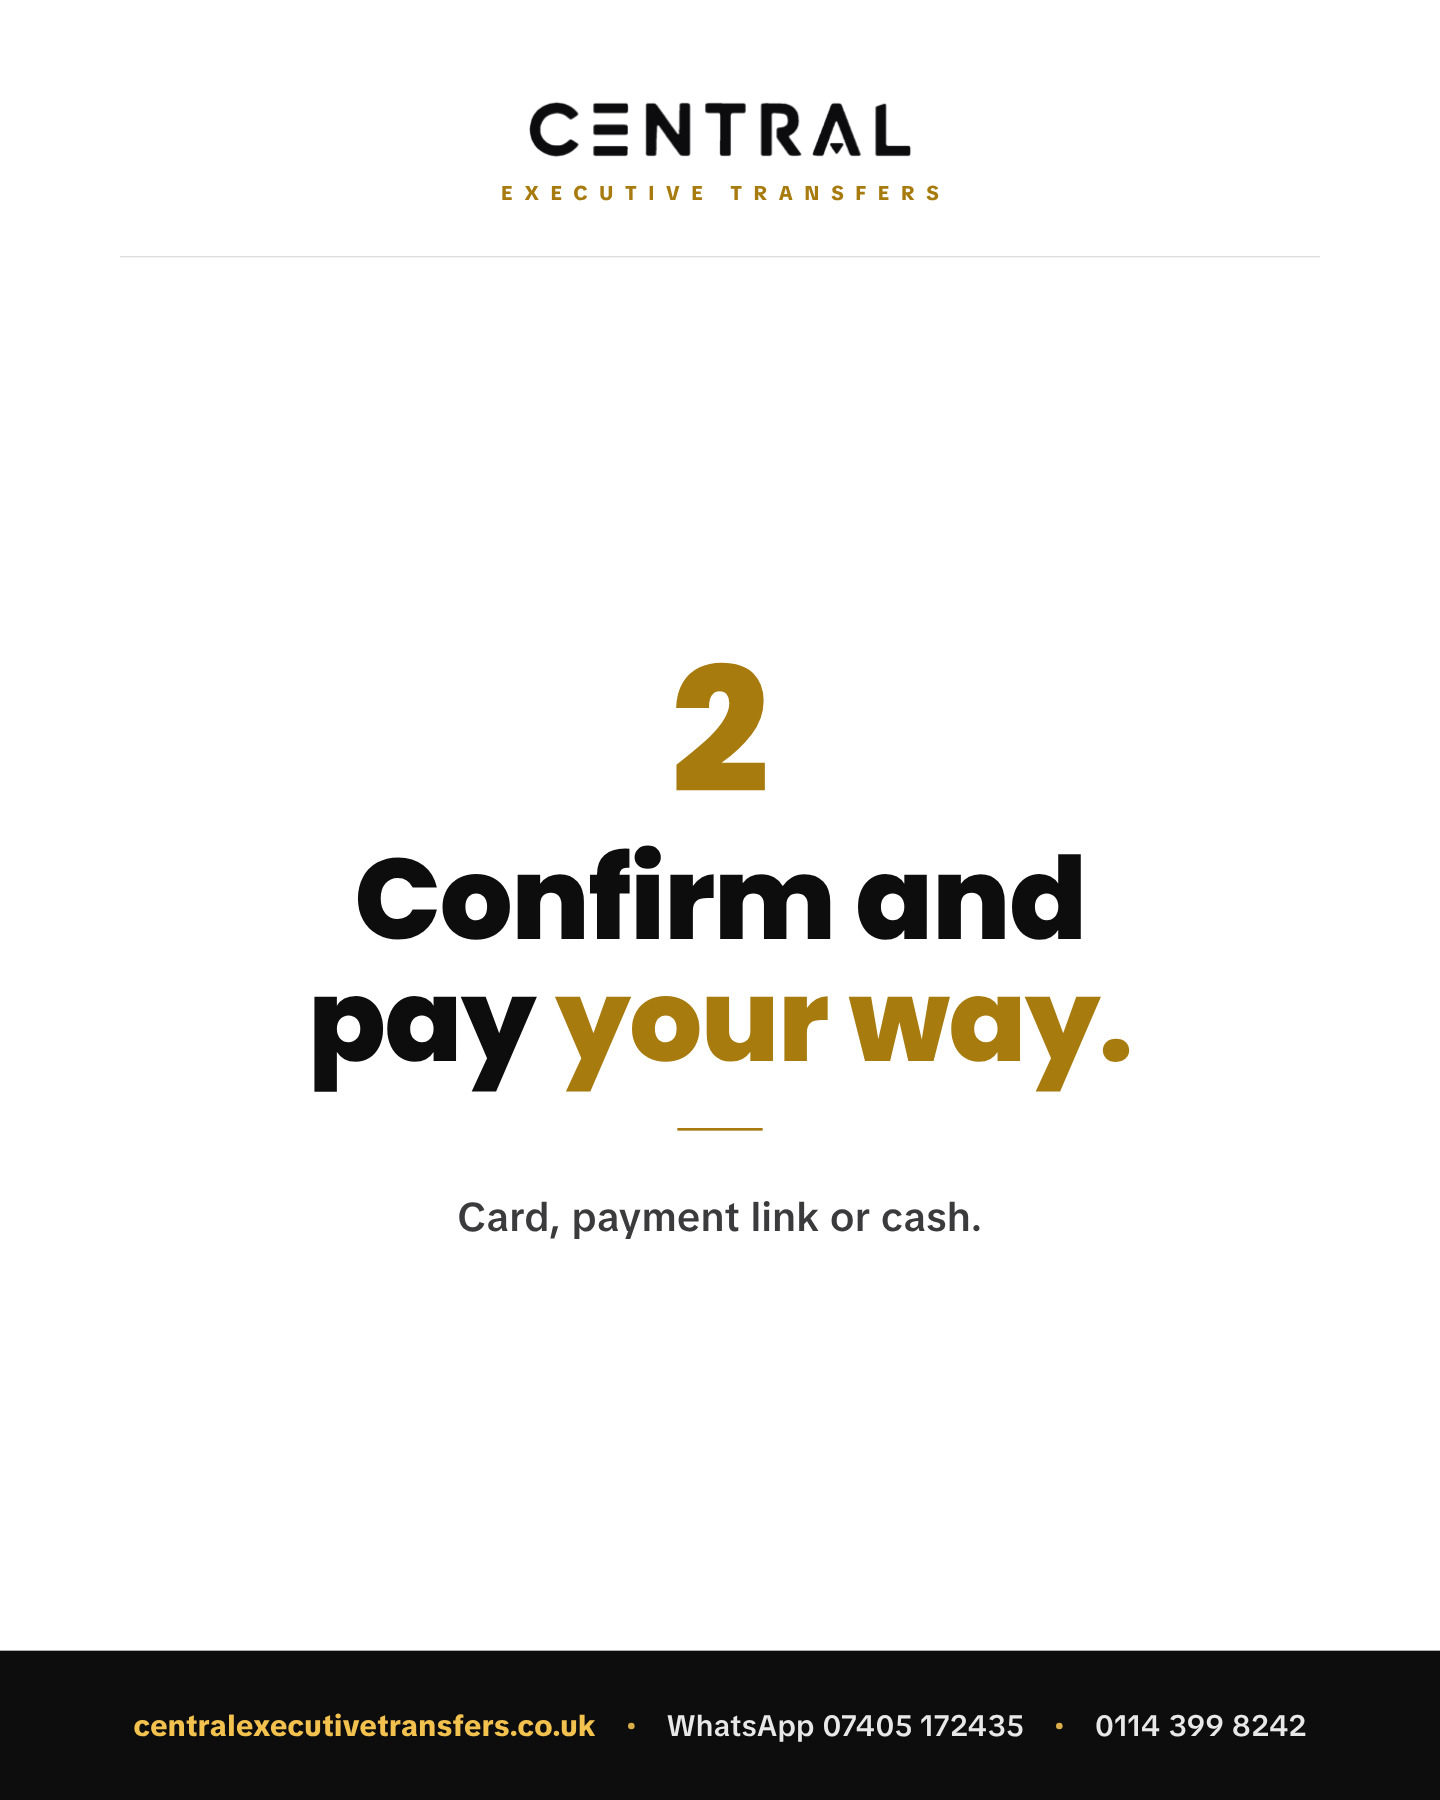 CENTRAL
EXECUTIVE TRANSFERS
2
Confirm and
pay your way.
Card, payment link or cash.
centralexecutivetransfers.co.uk • WhatsApp 07405 172435 • 0114 399 8242